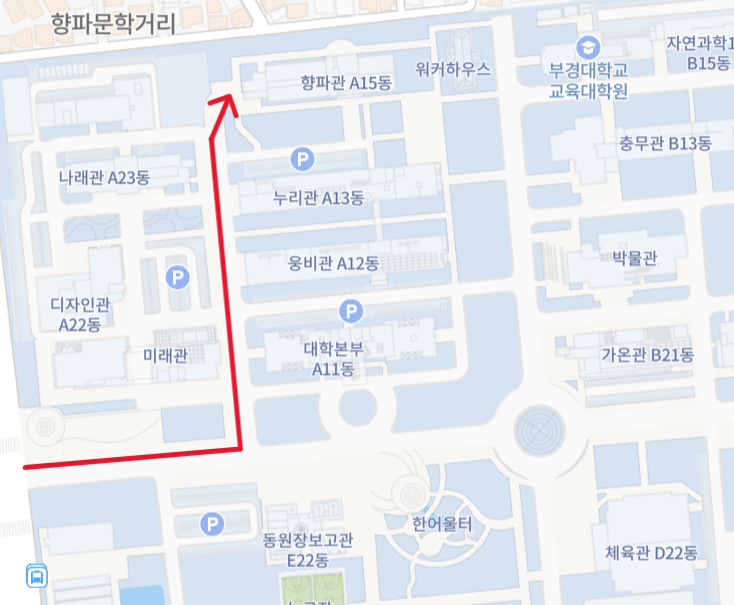 향파문학거리
자연과학1
B15동
향파관 A15동
워커하우스
부경대학교
교육대학원
충무관 B13동
P
나래관 A23동
누리관 A13동
웅비관 A12동
박물관
P
디자인관
A22동
P
미래관
대학본부
A11동
가온관 B21동
P
동원장보고관
E22동
한어울터
체육관 D22동